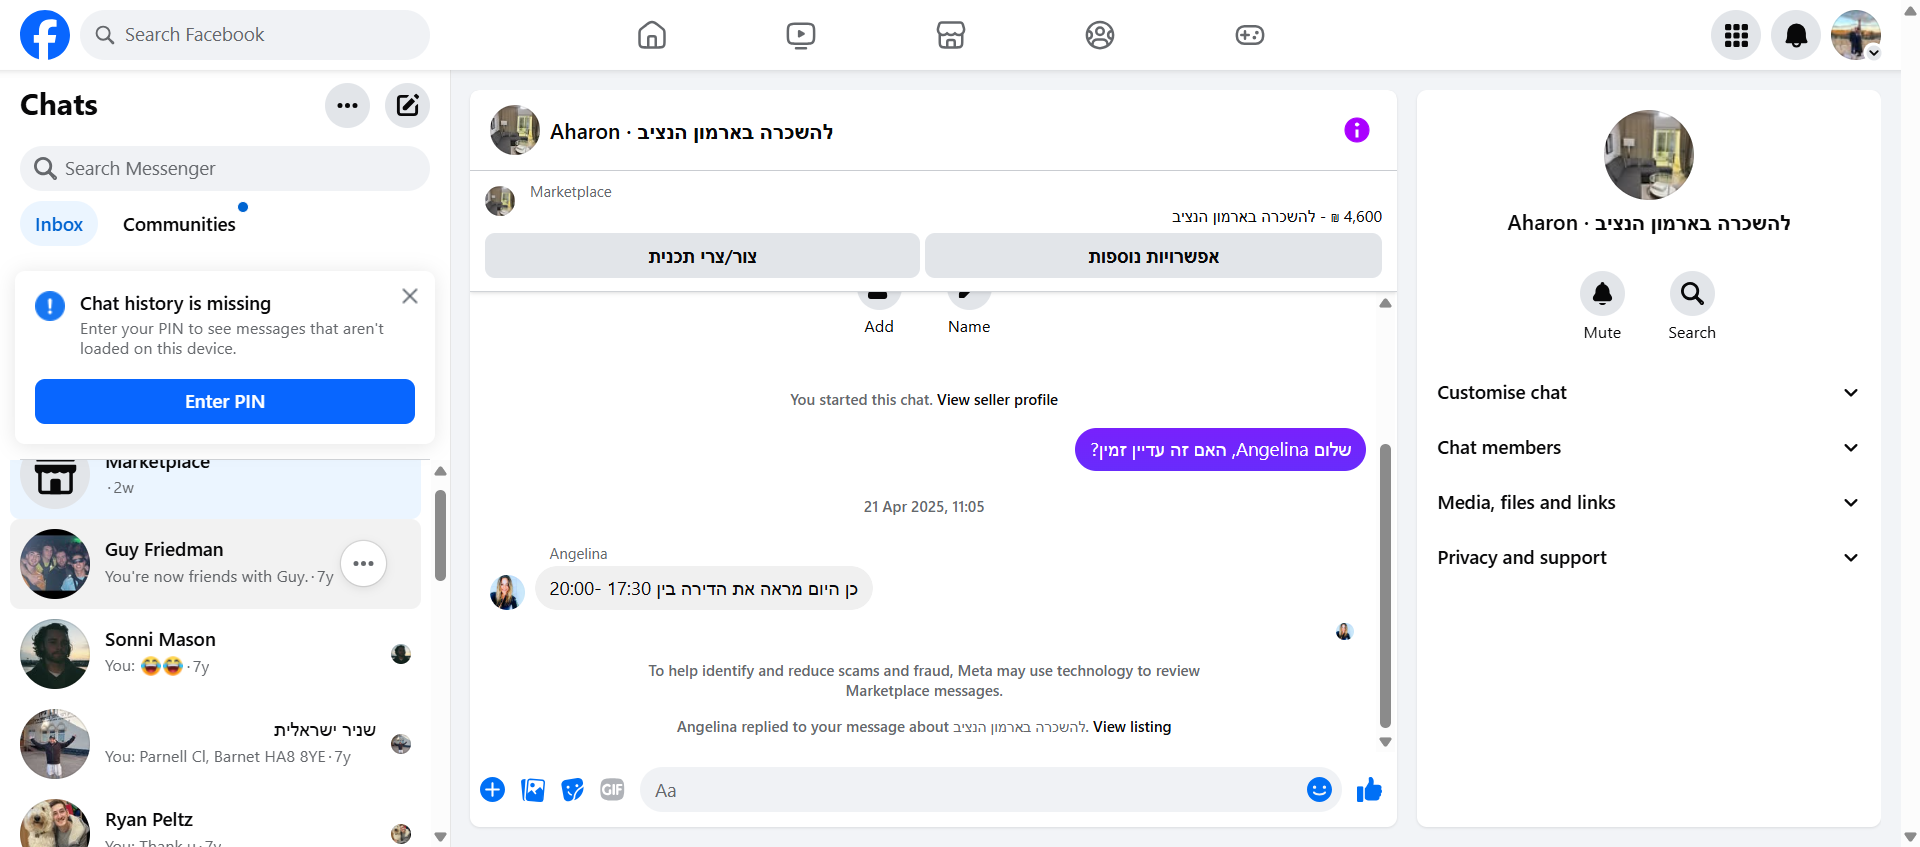 Search Facebook
Chats
Search Messenger
Inbox
Communities
Chat history is missing
Enter your PIN to see messages that aren't
loaded on this device.
Enter PIN
Marketplace
· 2w
Guy Friedman
You're now friends with Guy. · 7y
Sonni Mason
You: 😂😂 · 7y
שניר ישראלית
You: Parnell Cl, Barnet HA8 8YE · 7y
Ryan Peltz
You: Thank u · 7y
Aharon · להשכרה בארמון הנציב
Marketplace
4,600 ₪ - להשכרה בארמון הנציב
צור/צרי תכנית
אפשרויות נוספות
Add
Name
You started this chat. View seller profile
שלום Angelina, האם זה עדיין זמין?
21 Apr 2025, 11:05
Angelina
כן היום מראה את הדירה בין 17:30 -20:00
To help identify and reduce scams and fraud, Meta may use technology to review
Marketplace messages.
Angelina replied to your message about להשכרה בארמון הנציב. View listing
GIF
Aa
Aharon · להשכרה בארמון הנציב
Mute
Search
Customise chat
Chat members
Media, files and links
Privacy and support